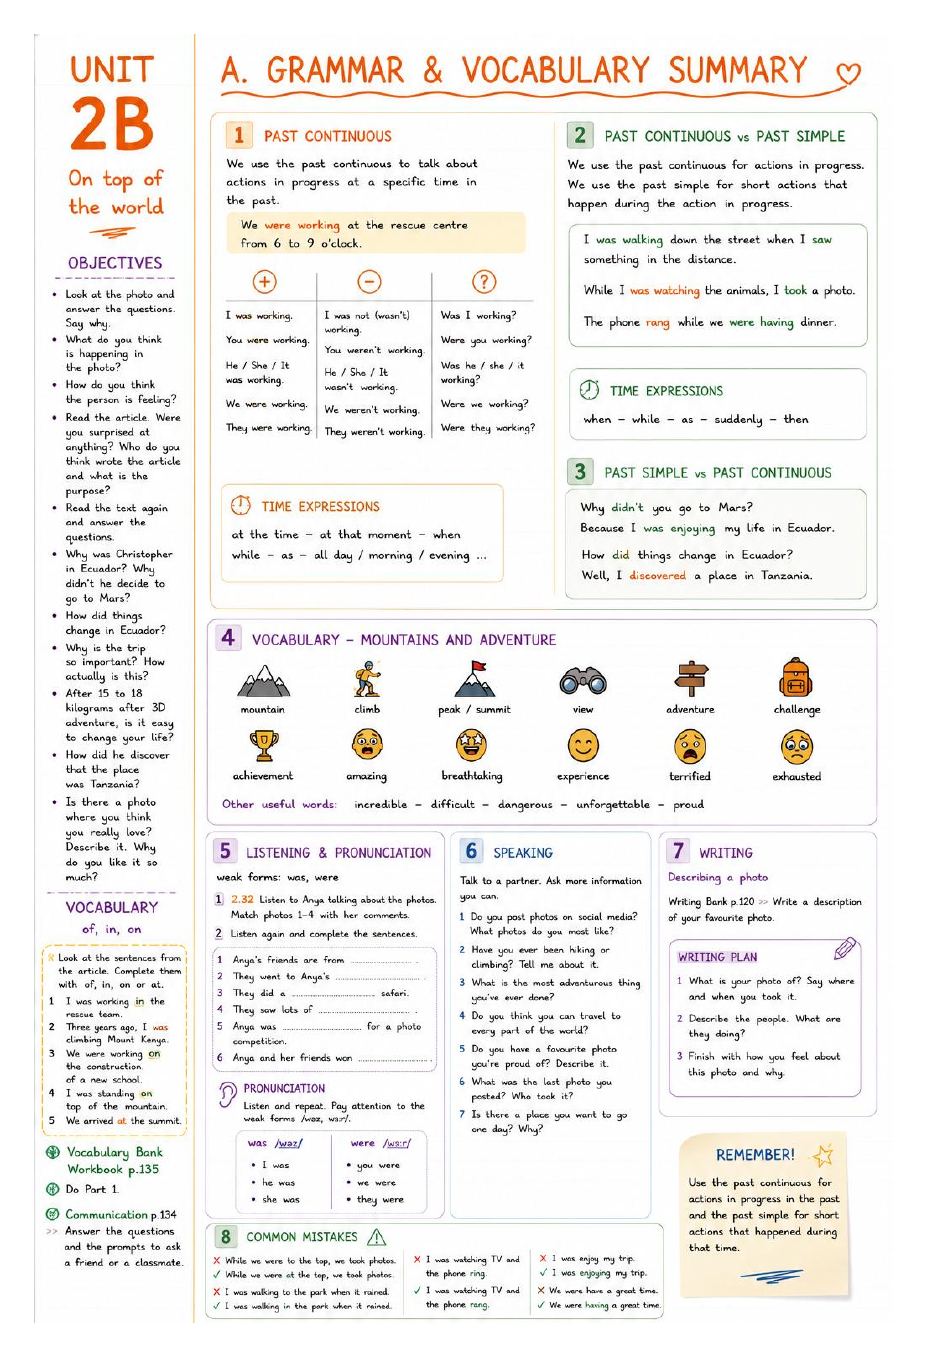 UNIT
2B
On top of
the world
OBJECTIVES
• Look at the photo and
answer the questions.
Say why.
• What do you think
is happening in
the photo?
• How do you think
the person is feeling?
• Read the article. Were
you surprised at
anything? Who do you
think wrote the article
and what is the
purpose?
• Read the text again
and answer the
questions.
• Why was Christopher
in Ecuador? Why
didn't he decide to
go to Mars?
• How did things
change in Ecuador?
• Why is the trip
so important? How
actually is this?
• After 15 to 18
kilograms after 3D
adventure, is it easy
to change your life?
• How did he discover
that the place
was Tanzania?
• Is there a photo
where you think
you really love?
Describe it. Why
do you like it so
much?
VOCABULARY
of, in, on
Look at the sentences from
the article. Complete them
with of, in, on or at.
1 I was working in the
rescue team.
2 Three years ago, I was
climbing Mount Kenya.
3 We were working on
the construction
of a new school.
4 I was standing on
top of the mountain.
5 We arrived at the summit.
Vocabulary Bank
Workbook p.135
Do Part 1.
Communication p.134
>> Answer the questions
and the prompts to ask
a friend or a classmate.
A. GRAMMAR & VOCABULARY SUMMARY
1 PAST CONTINUOUS
We use the past continuous to talk about
actions in progress at a specific time in
the past.
We were working at the rescue centre
from 6 to 9 o'clock.
+ − ?
I was working.
You were working.
He / She / It
was working.
We were working.
They were working.
I was not (wasn't)
working.
You weren't working.
He / She / It
wasn't working.
We weren't working.
They weren't working.
Was I working?
Were you working?
Was he / she / it
working?
Were we working?
Were they working?
TIME EXPRESSIONS
at the time – at that moment – when
while – as – all day / morning / evening ...
2 PAST CONTINUOUS vs PAST SIMPLE
We use the past continuous for actions in progress.
We use the past simple for short actions that
happen during the action in progress.
I was walking down the street when I saw
something in the distance.
While I was watching the animals, I took a photo.
The phone rang while we were having dinner.
TIME EXPRESSIONS
when – while – as – suddenly – then
3 PAST SIMPLE vs PAST CONTINUOUS
Why didn't you go to Mars?
Because I was enjoying my life in Ecuador.
How did things change in Ecuador?
Well, I discovered a place in Tanzania.
4 VOCABULARY – MOUNTAINS AND ADVENTURE
mountain climb peak / summit view adventure challenge
achievement amazing breathtaking experience terrified exhausted
Other useful words: incredible – difficult – dangerous – unforgettable – proud
5 LISTENING & PRONUNCIATION
weak forms: was, were
1 2.32 Listen to Anya talking about the photos.
Match photos 1–4 with her comments.
2 Listen again and complete the sentences.
1 Anya's friends are from ....................
2 They went to Anya's ....................
3 They did a .................... safari.
4 They saw lots of .................... .
5 Anya was .................... for a photo
competition.
6 Anya and her friends won .................... .
PRONUNCIATION
Listen and repeat. Pay attention to the
weak forms /wəz, wɜːr/.
was /wəz/
• I was
• he was
• she was
were /wɜːr/
• you were
• we were
• they were
6 SPEAKING
Talk to a partner. Ask more information
you can.
1 Do you post photos on social media?
What photos do you most like?
2 Have you ever been hiking or
climbing? Tell me about it.
3 What is the most adventurous thing
you've ever done?
4 Do you think you can travel to
every part of the world?
5 Do you have a favourite photo
you're proud of? Describe it.
6 What was the last photo you
posted? Who took it?
7 Is there a place you want to go
one day? Why?
7 WRITING
Describing a photo
Writing Bank p.120 >> Write a description
of your favourite photo.
WRITING PLAN
1 What is your photo of? Say where
and when you took it.
2 Describe the people. What are
they doing?
3 Finish with how you feel about
this photo and why.
REMEMBER!
Use the past continuous for
actions in progress in the past
and the past simple for short
actions that happened during
that time.
8 COMMON MISTAKES
✗ While we were to the top, we took photos.
✓ While we were at the top, we took photos.
✗ I was walking to the park when it rained.
✓ I was walking in the park when it rained.
✗ I was watching TV and
the phone ring.
✓ I was watching TV and
the phone rang.
✗ I was enjoy my trip.
✓ I was enjoying my trip.
✗ We were have a great time.
✓ We were having a great time.